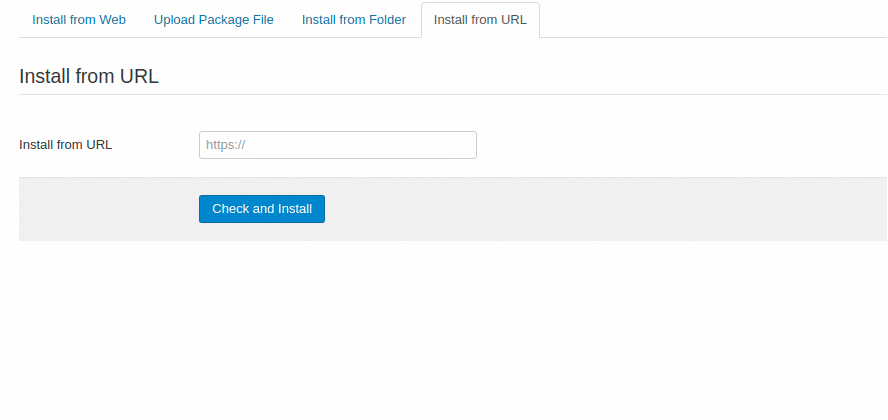 Install from Web Upload Package File Install from Folder Install from URL
Install from URL
Install from URL https://
Check and Install